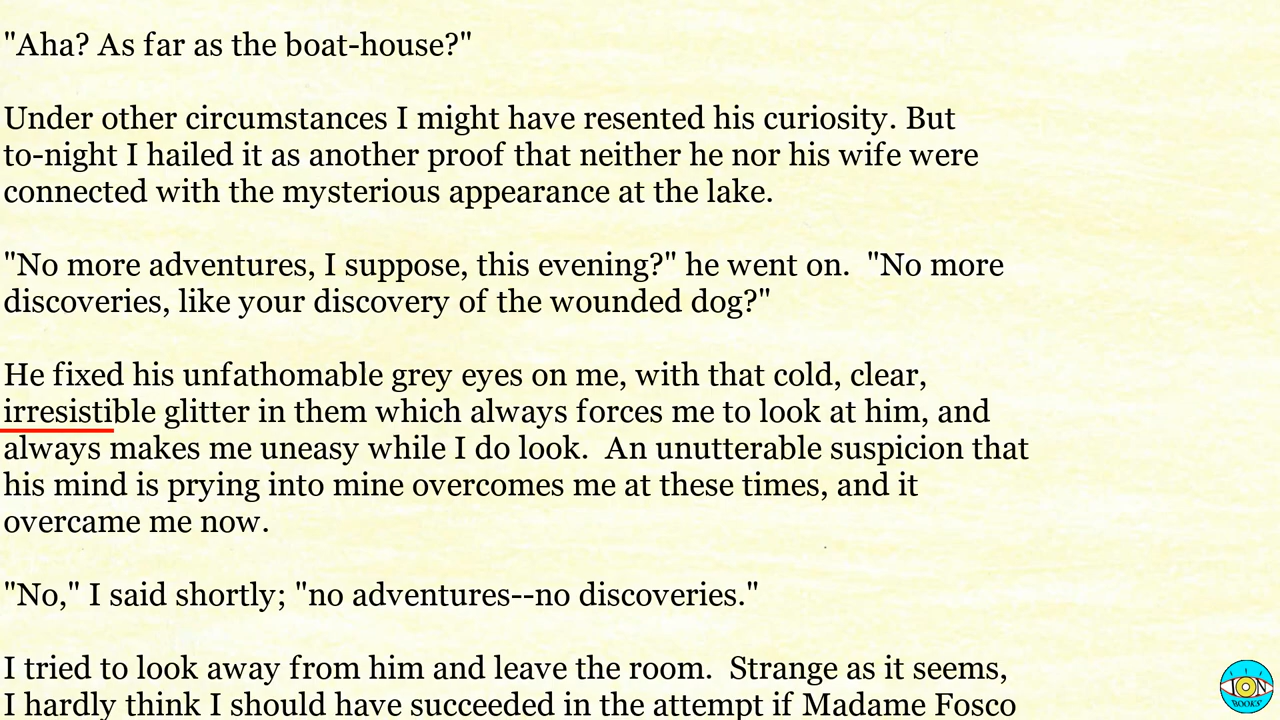 "Aha? As far as the boat-house?"
Under other circumstances I might have resented his curiosity. But
to-night I hailed it as another proof that neither he nor his wife were
connected with the mysterious appearance at the lake.
"No more adventures, I suppose, this evening?" he went on.  "No more
discoveries, like your discovery of the wounded dog?"
He fixed his unfathomable grey eyes on me, with that cold, clear,
irresistible glitter in them which always forces me to look at him, and
always makes me uneasy while I do look.  An unutterable suspicion that
his mind is prying into mine overcomes me at these times, and it
overcame me now.
"No," I said shortly; "no adventures--no discoveries."
I tried to look away from him and leave the room.  Strange as it seems,
I hardly think I should have succeeded in the attempt if Madame Fosco
ION
BOOKS